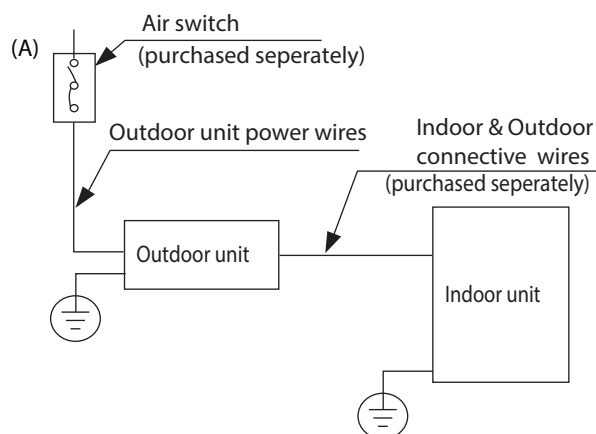 (A)
Air switch
(purchased seperately)
Outdoor unit power wires
Indoor & Outdoor
connective wires
(purchased seperately)
Outdoor unit
Indoor unit